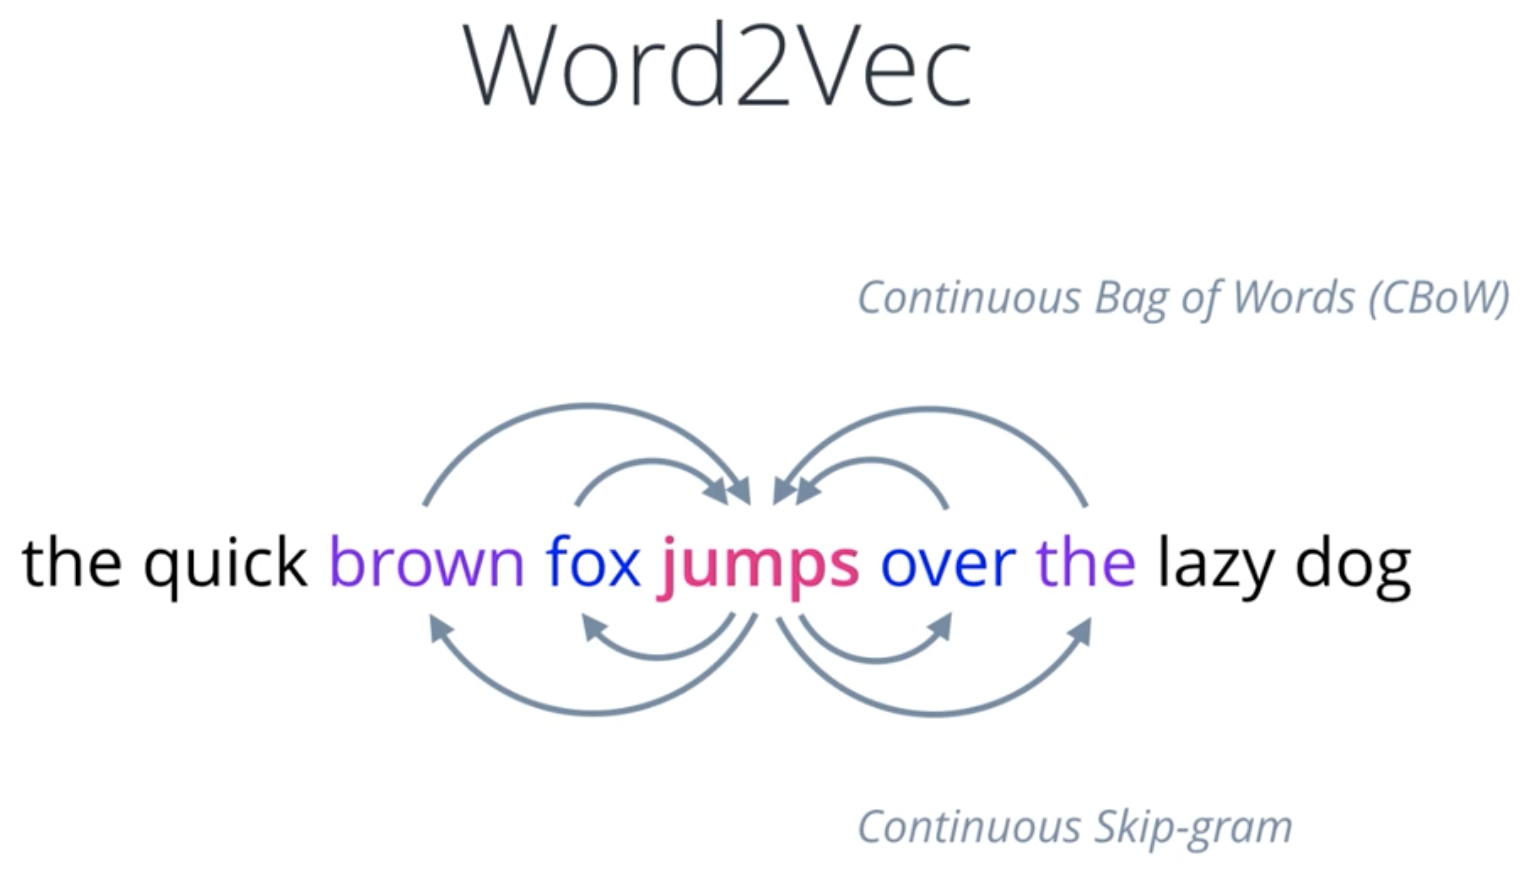 Word2Vec
Continuous Bag of Words (CBoW)
the quick brown fox jumps over the lazy dog
Continuous Skip-gram